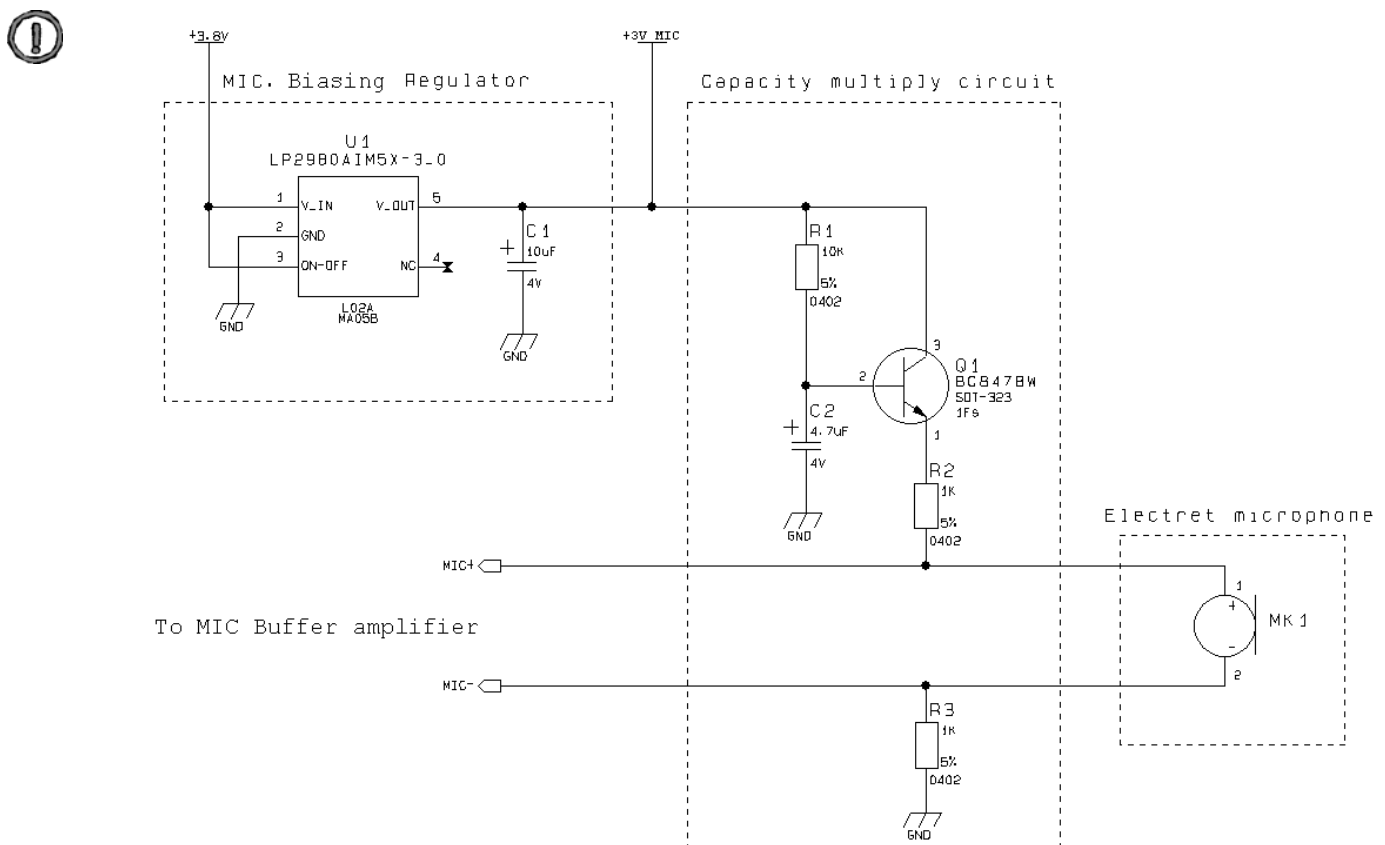 +3.8V
+3V MIC
MIC. Biasing Regulator
Capacity multiply circuit
U1
LP2980AIM5X-3_0
1
V_IN
V_OUT
5
2
GND
3
ON-OFF
NC
4
L02A
MA05B
GND
+
C1
10uF
4V
GND
R1
10K
5%
0402
2
3
Q1
BC847BW
SOT-323
1Fs
1
+
C2
4.7uF
4V
GND
R2
1K
5%
0402
Electret microphone
MIC+
1
+
-
MK1
2
To MIC Buffer amplifier
MIC-
R3
1K
5%
0402
GND